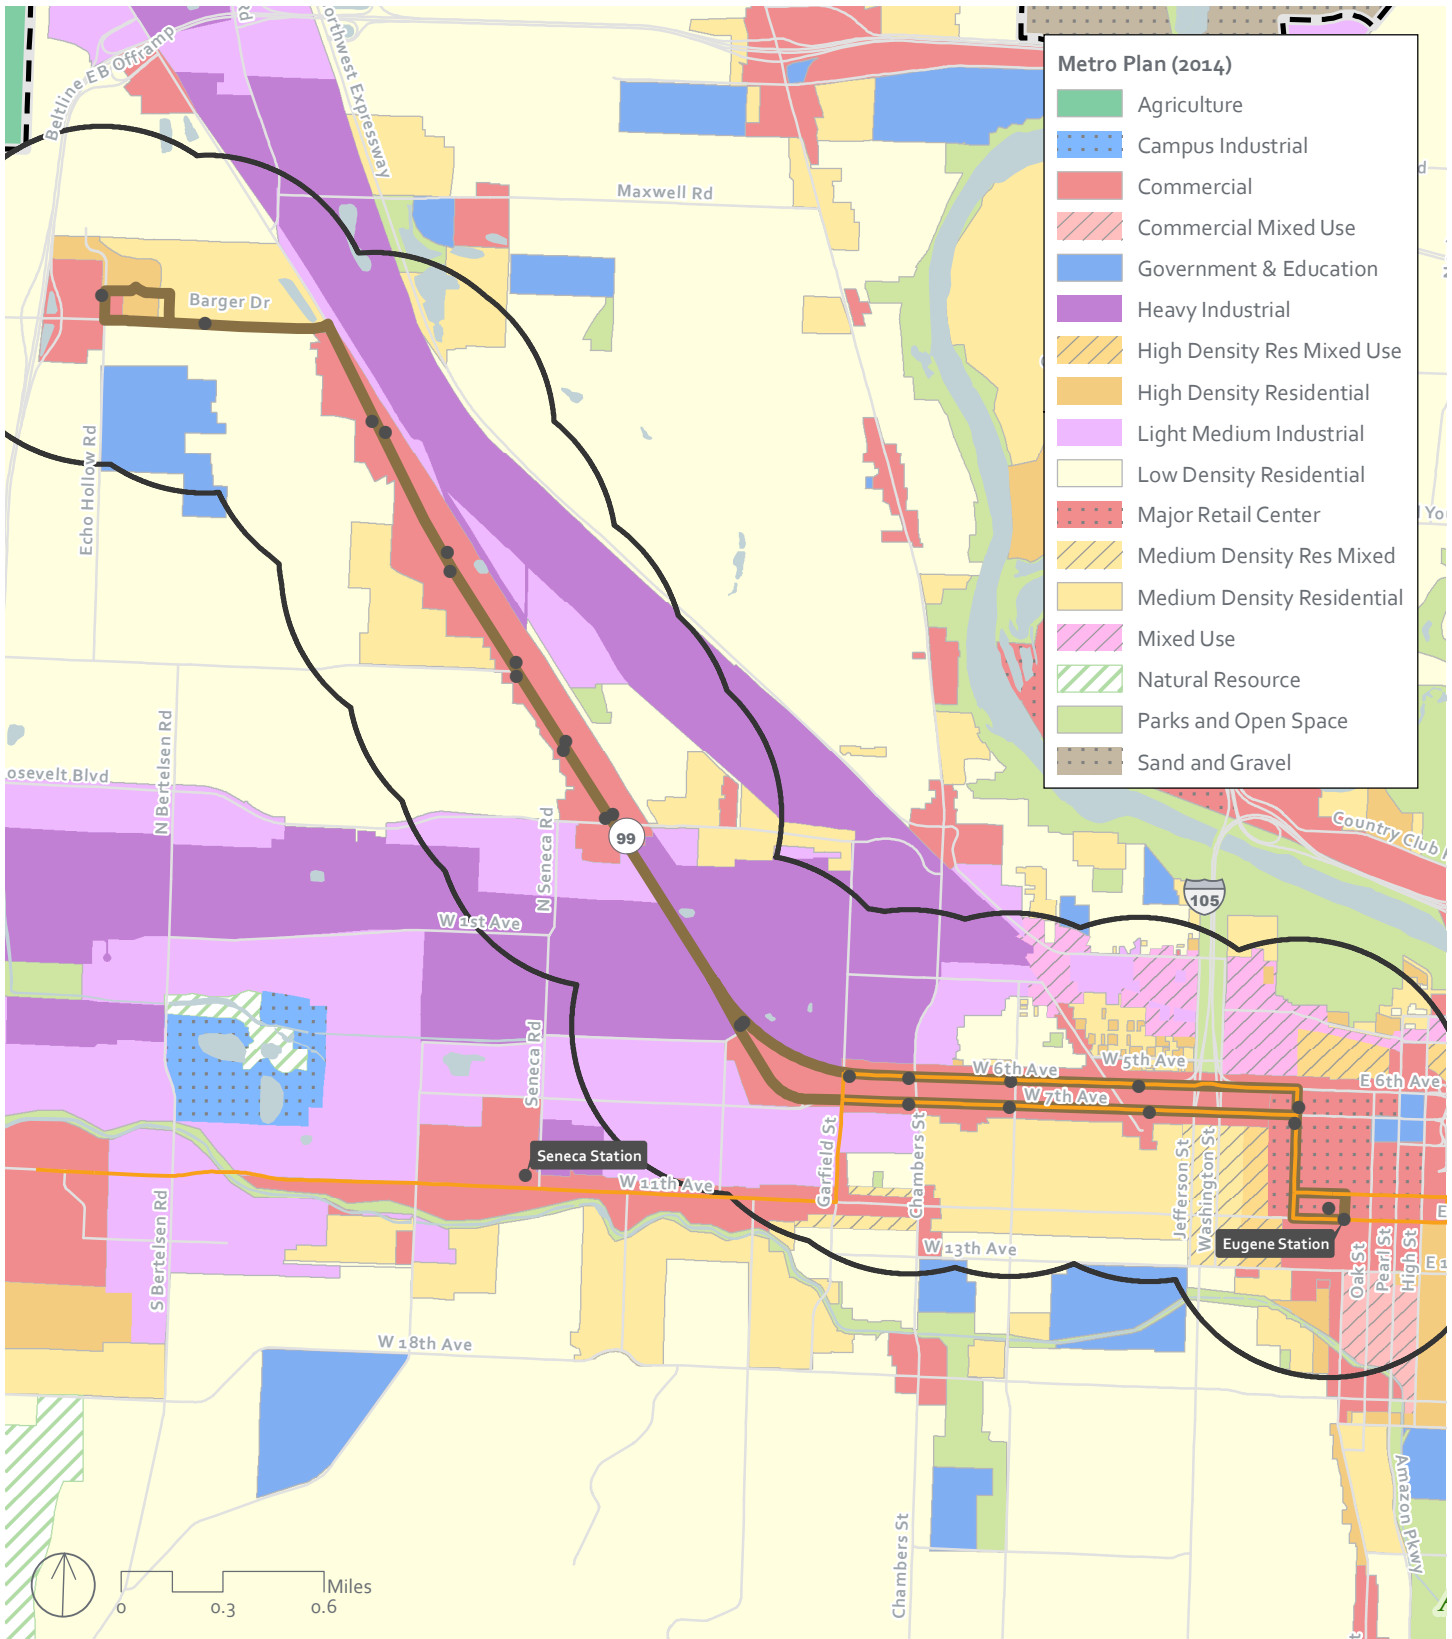 Beltline EB Offramp
orthwest Expressway
Metro Plan (2014)
Agriculture
Campus Industrial
Commercial
Commercial Mixed Use
Government & Education
Heavy Industrial
High Density Res Mixed Use
High Density Residential
Light Medium Industrial
Low Density Residential
Major Retail Center
Medium Density Res Mixed
Medium Density Residential
Mixed Use
Natural Resource
Parks and Open Space
Sand and Gravel
Maxwell Rd
Barger Dr
Echo Hollow Rd
N Bertelsen Rd
osevelt Blvd
N Seneca Rd
99
Country Club
105
W 1st Ave
Seneca Rd
W 5th Ave
W 6th Ave
E 6th Ave
W 7th Ave
Garfield St
Chambers St
Jefferson St
Washington St
Seneca Station
W 11th Ave
S Bertelsen Rd
W 13th Ave
Eugene Station
Oak St
Pearl St
High St
E 1
W 18th Ave
Chambers St
Amazon Pkwy
Miles
0
0.3
0.6